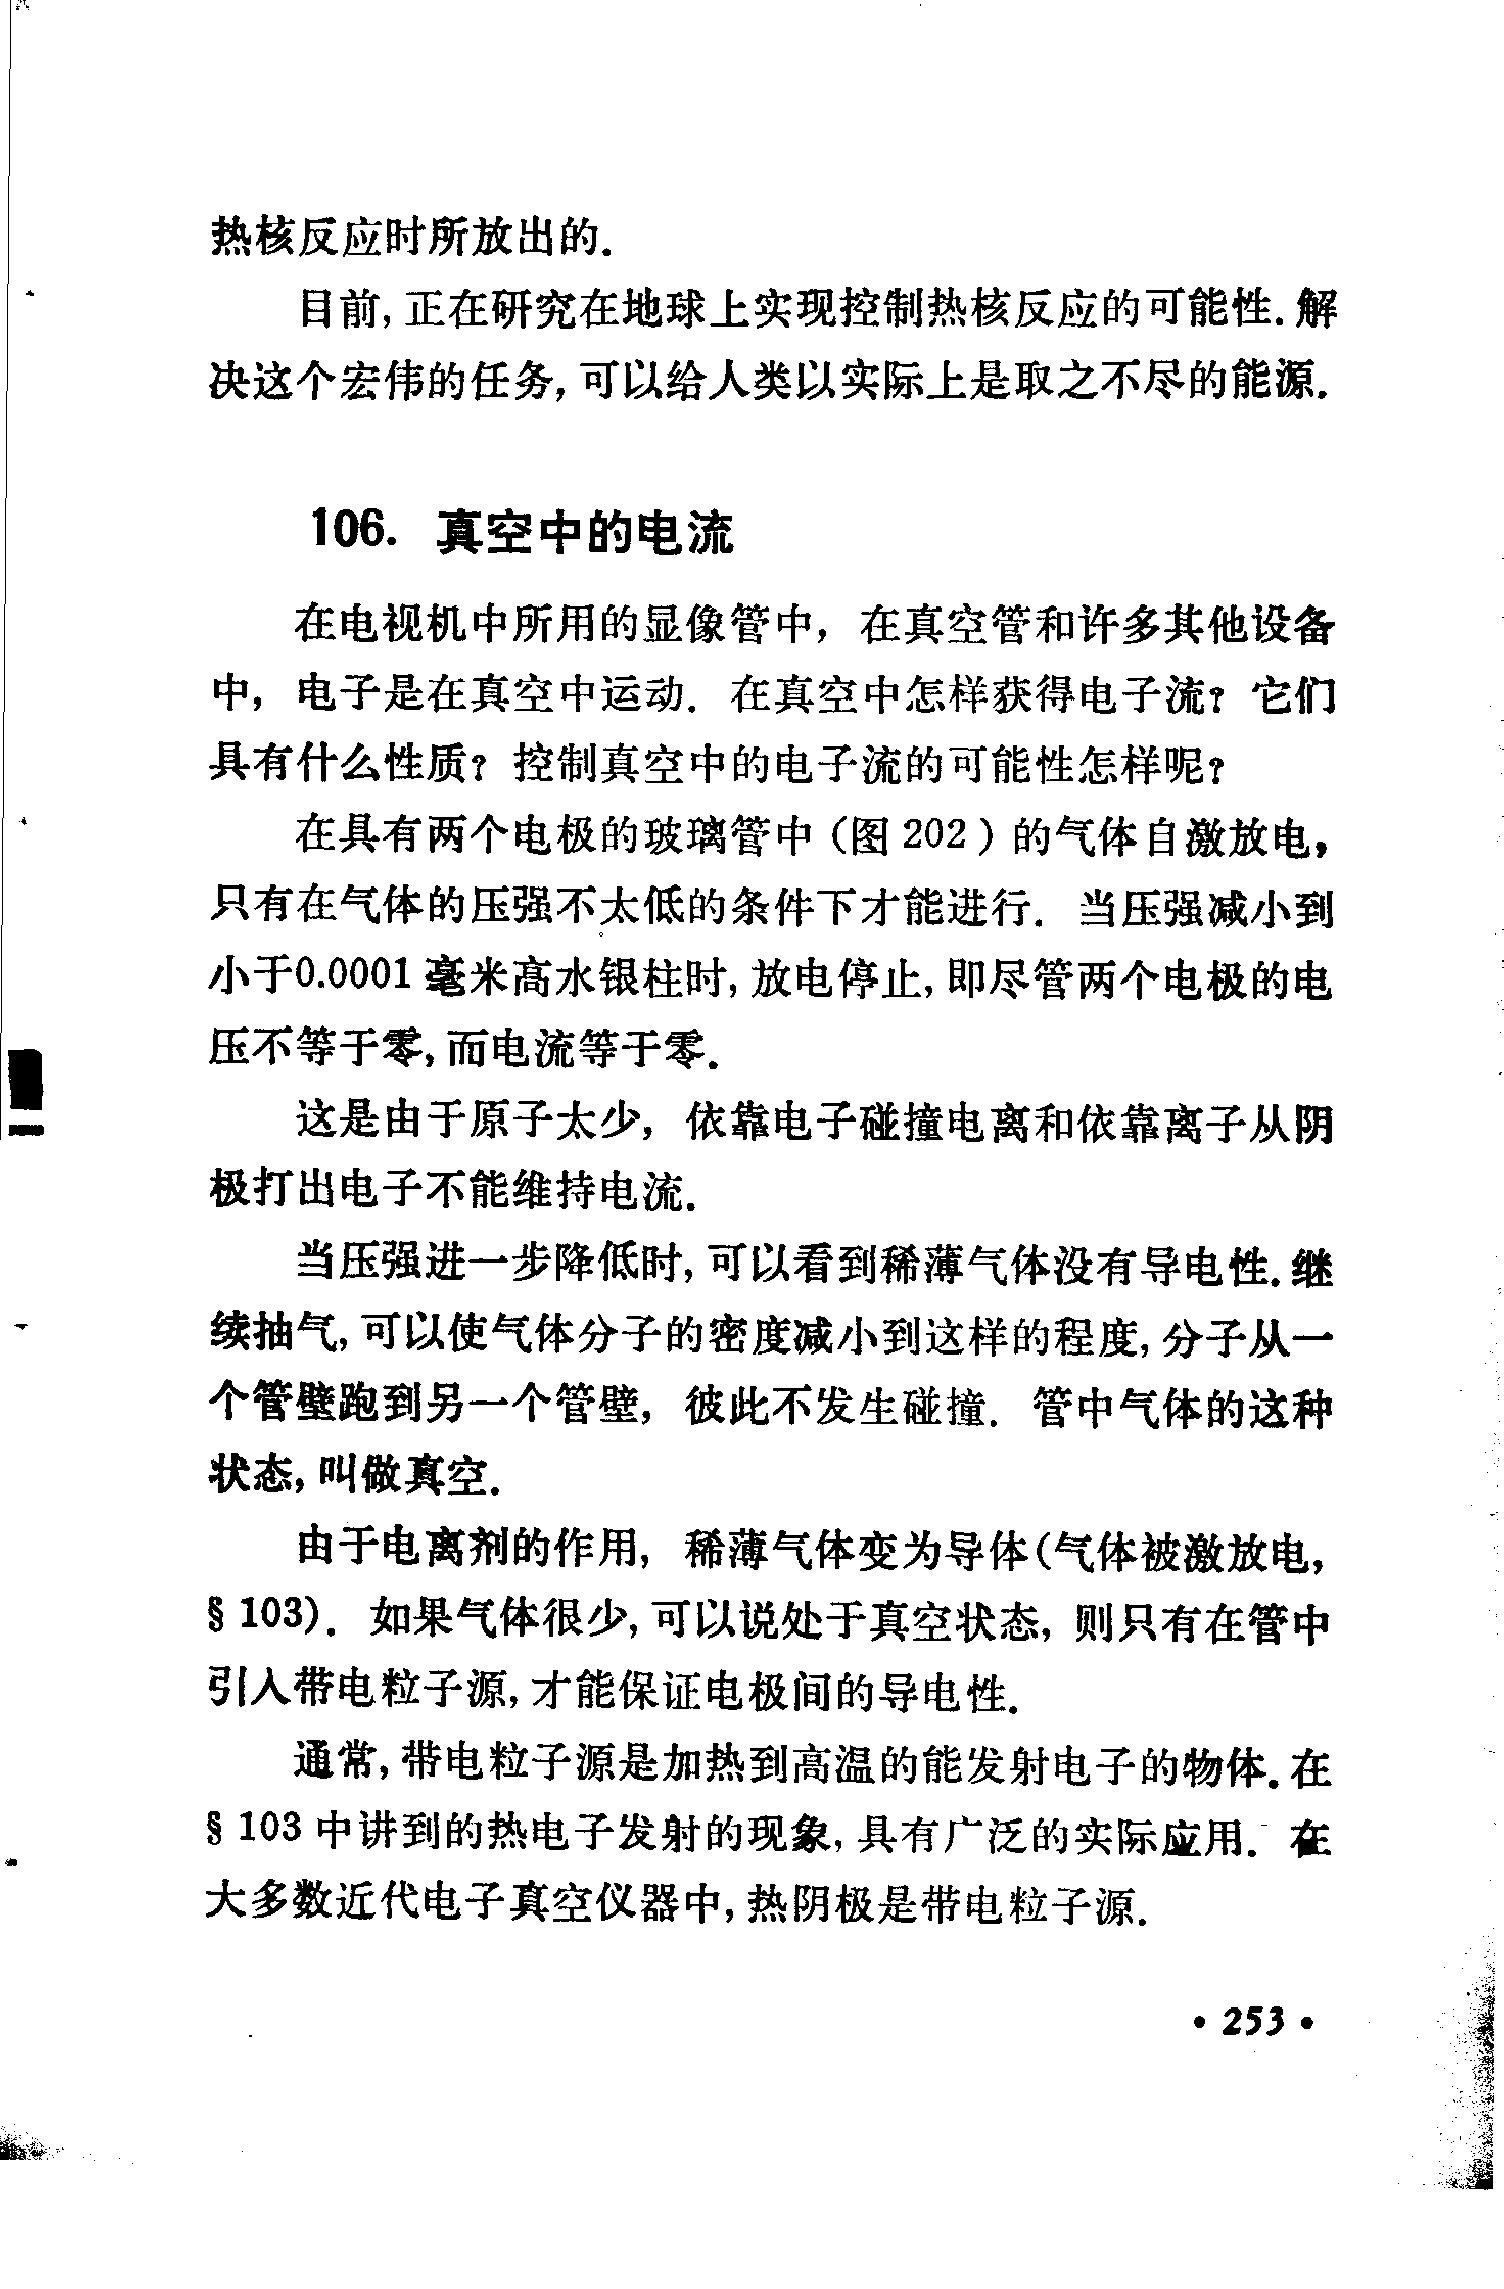 热核反应时所放出的.
目前,正在研究在地球上实现控制热核反应的可能性.解
决这个宏伟的任务,可以给人类以实际上是取之不尽的能源.
106. 真空中的电流
在电视机中所用的显像管中, 在真空管和许多其他设备
中, 电子是在真空中运动. 在真空中怎样获得电子流? 它们
具有什么性质? 控制真空中的电子流的可能性怎样呢?
在具有两个电极的玻璃管中 (图 202) 的气体自激放电,
只有在气体的压强不太低的条件下才能进行. 当压强减小到
小于0.0001毫米高水银柱时,放电停止,即尽管两个电极的电
压不等于零,而电流等于零.
这是由于原子太少, 依靠电子碰撞电离和依靠离子从阴
极打出电子不能维持电流.
当压强进一步降低时,可以看到稀薄气体没有导电性.继
续抽气,可以使气体分子的密度减小到这样的程度,分子从一
个管壁跑到另一个管壁, 彼此不发生碰撞. 管中气体的这种
状态,叫做真空.
由于电离剂的作用, 稀薄气体变为导体(气体被激放电,
§103). 如果气体很少,可以说处于真空状态, 则只有在管中
引入带电粒子源,才能保证电极间的导电性.
通常,带电粒子源是加热到高温的能发射电子的物体.在
§103中讲到的热电子发射的现象,具有广泛的实际应用. 在
大多数近代电子真空仪器中,热阴极是带电粒子源.
• 253 •